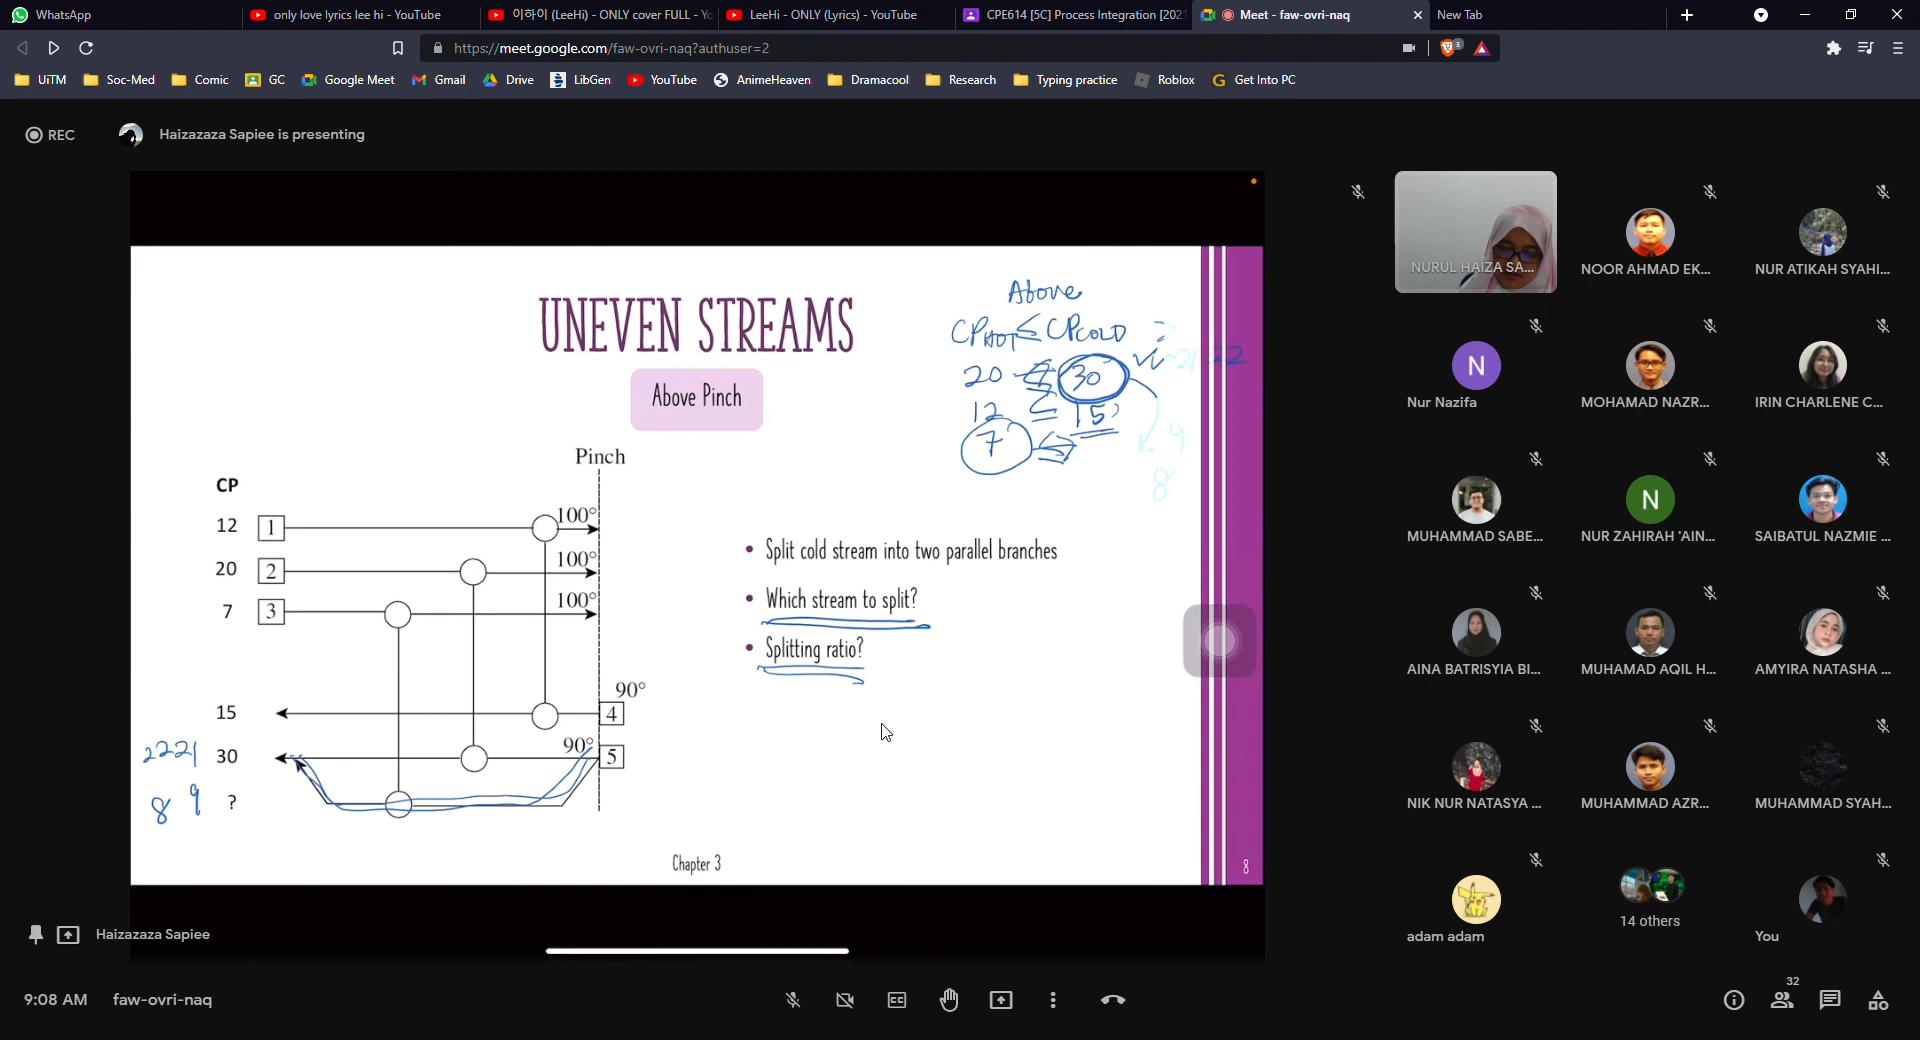 WhatsApp
only love lyrics lee hi - YouTube
이하이 (LeeHi) - ONLY cover FULL - Yo
LeeHi - ONLY (Lyrics) - YouTube
CPE614 [5C] Process Integration [2021
Meet - faw-ovri-naq
New Tab
https://meet.google.com/faw-ovri-naq?authuser=2
3
UiTM
Soc-Med
Comic
GC
Google Meet
Gmail
Drive
LibGen
YouTube
AnimeHeaven
Dramacool
Research
Typing practice
Roblox
Get Into PC
REC
Haizazaza Sapiee is presenting
UNEVEN STREAMS
Above Pinch
Above
CPHOT ≤ CPCOLD
20 ≤ 30
21 22
12 ≤ 15
7
9
8
Pinch
CP
12 1 100°
20 2 100°
7 3 100°
90°
15 4
2221 30 90° 5
8 9 ?
• Split cold stream into two parallel branches
• Which stream to split?
• Splitting ratio?
Chapter 3
8
NURUL HAIZA SA...
NOOR AHMAD EK...
NUR ATIKAH SYAHI...
N
Nur Nazifa
MOHAMAD NAZR...
IRIN CHARLENE C...
MUHAMMAD SABE...
N
NUR ZAHIRAH 'AIN...
SAIBATUL NAZMIE ...
AINA BATRISYIA BI...
MUHAMAD AQIL H...
AMYIRA NATASHA ...
NIK NUR NATASYA ...
MUHAMMAD AZR...
MUHAMMAD SYAH...
adam adam
14 others
You
Haizazaza Sapiee
9:08 AM
faw-ovri-naq
32